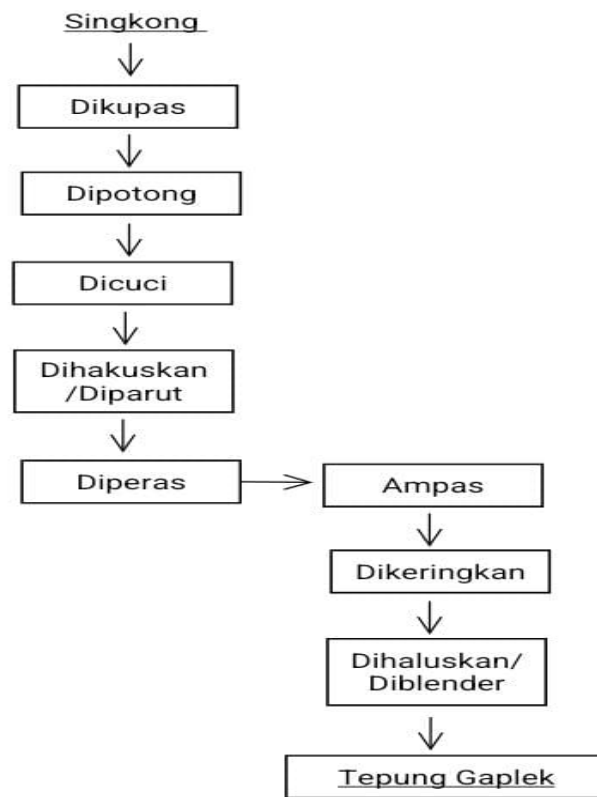 Singkong
Dikupas
Dipotong
Dicuci
Dihakuskan
/Diparut
Diperas
Ampas
Dikeringkan
Dihaluskan/
Diblender
Tepung Gaplek